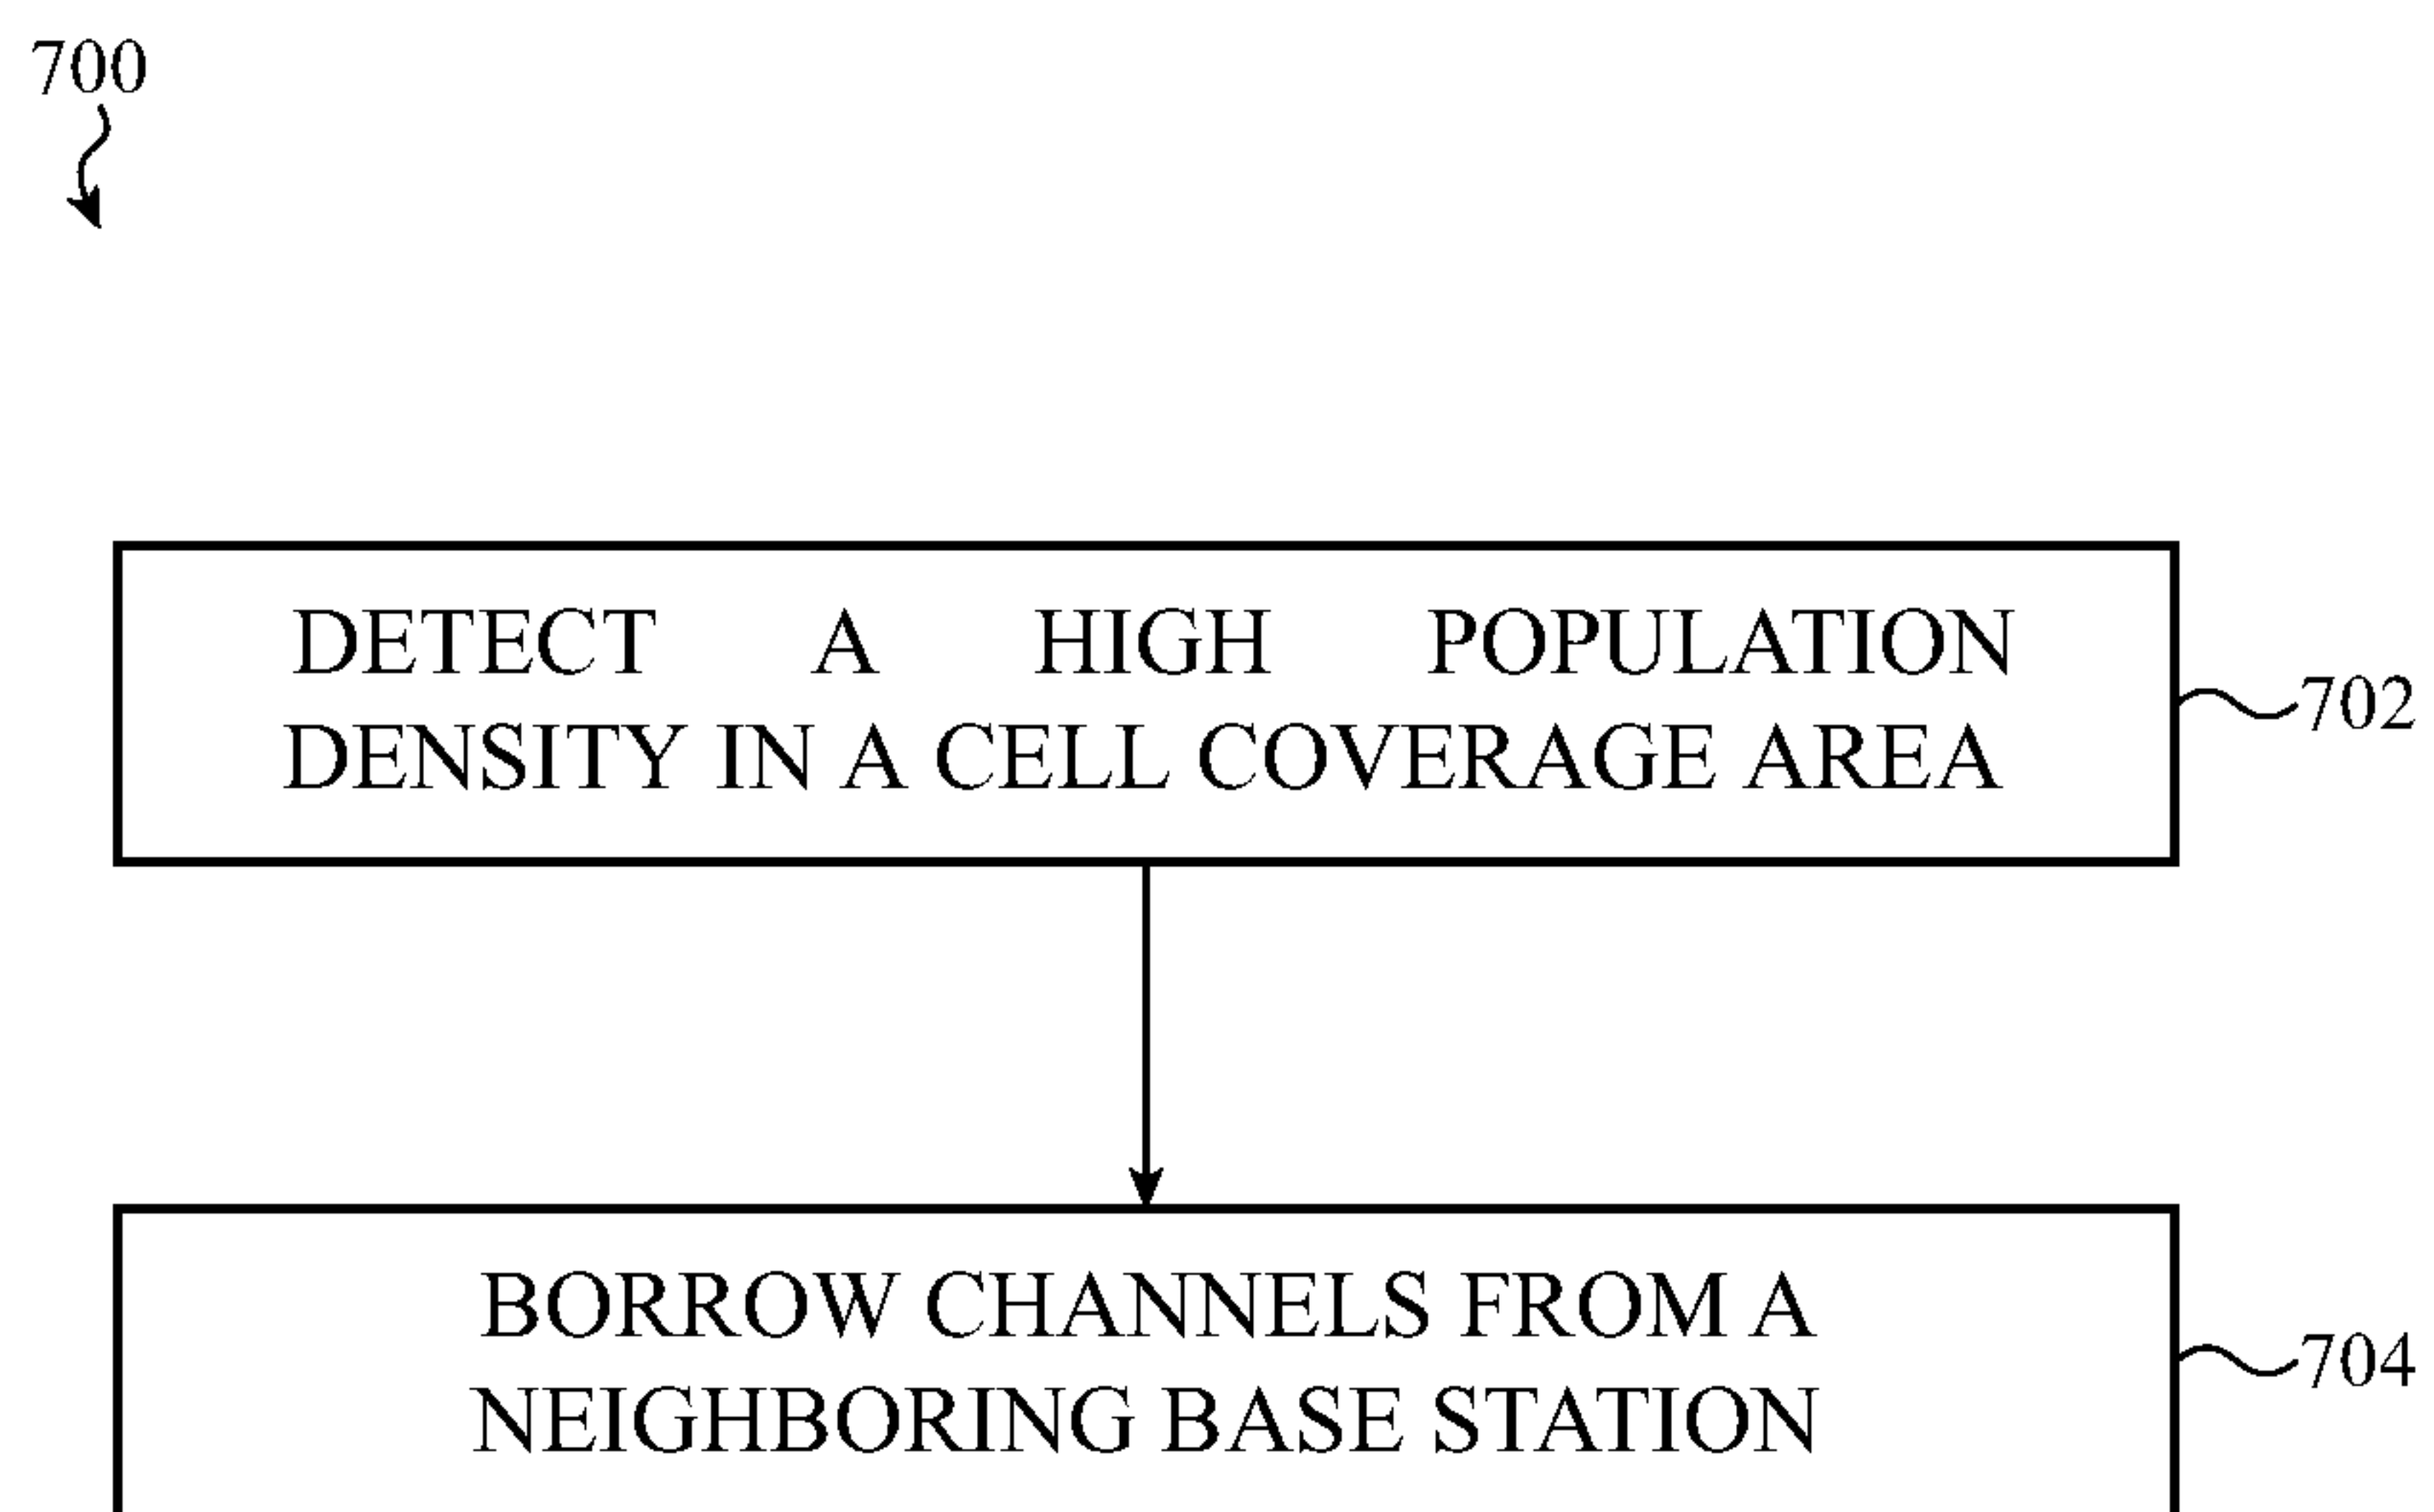 700
DETECT A HIGH POPULATION
DENSITY IN A CELL COVERAGE AREA
702
BORROW CHANNELS FROM A
NEIGHBORING BASE STATION
704